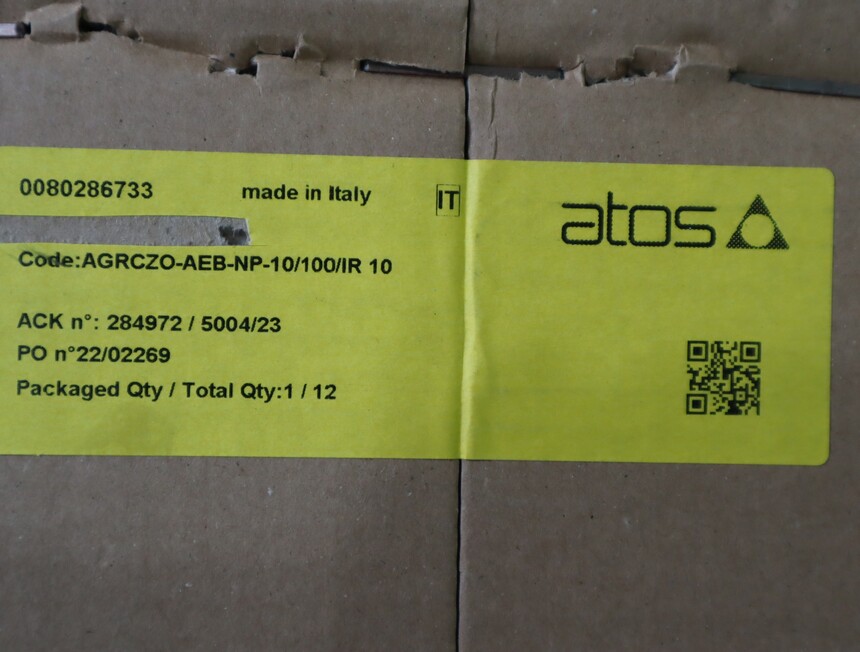 0080286733 made in Italy IT
atos
Code:AGRCZO-AEB-NP-10/100/IR 10
ACK n°: 284972 / 5004/23
PO n°22/02269
Packaged Qty / Total Qty:1 / 12